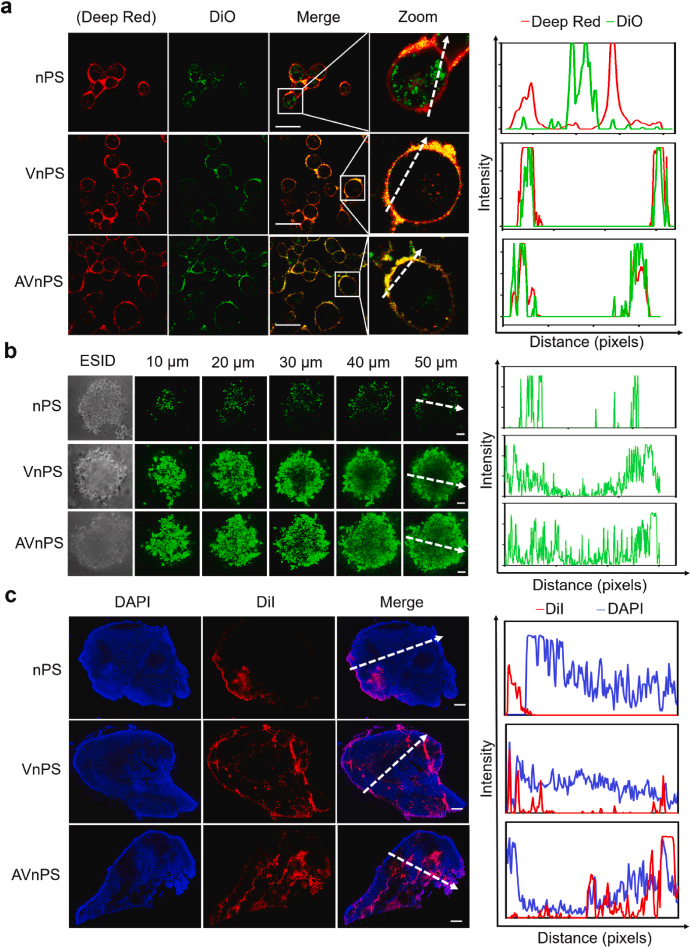 a
(Deep Red) DiO Merge Zoom
Deep Red DiO
nPS
VnPS
AVnPS
Intensity
Distance (pixels)
b
ESID 10 μm 20 μm 30 μm 40 μm 50 μm
nPS
VnPS
AVnPS
Intensity
Distance (pixels)
c
DAPI DiI Merge
DiI DAPI
nPS
VnPS
AVnPS
Intensity
Distance (pixels)